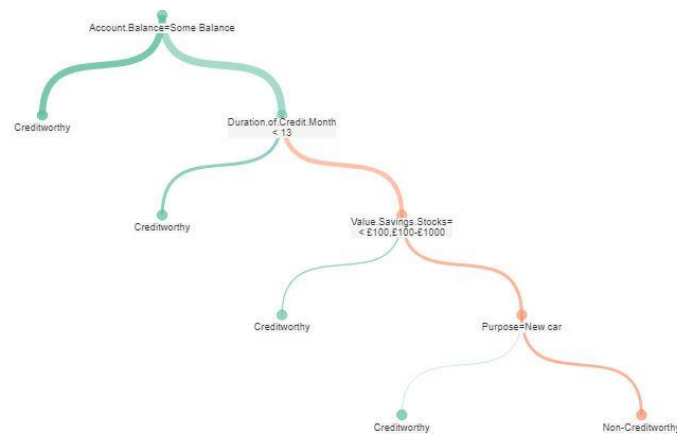 Account.Balance=Some Balance
Creditworthy
Duration.of.Credit.Month
< 13
Creditworthy
Value.Savings.Stocks=
< £100,£100-£1000
Creditworthy
Purpose=New car
Creditworthy
Non-Creditworthy